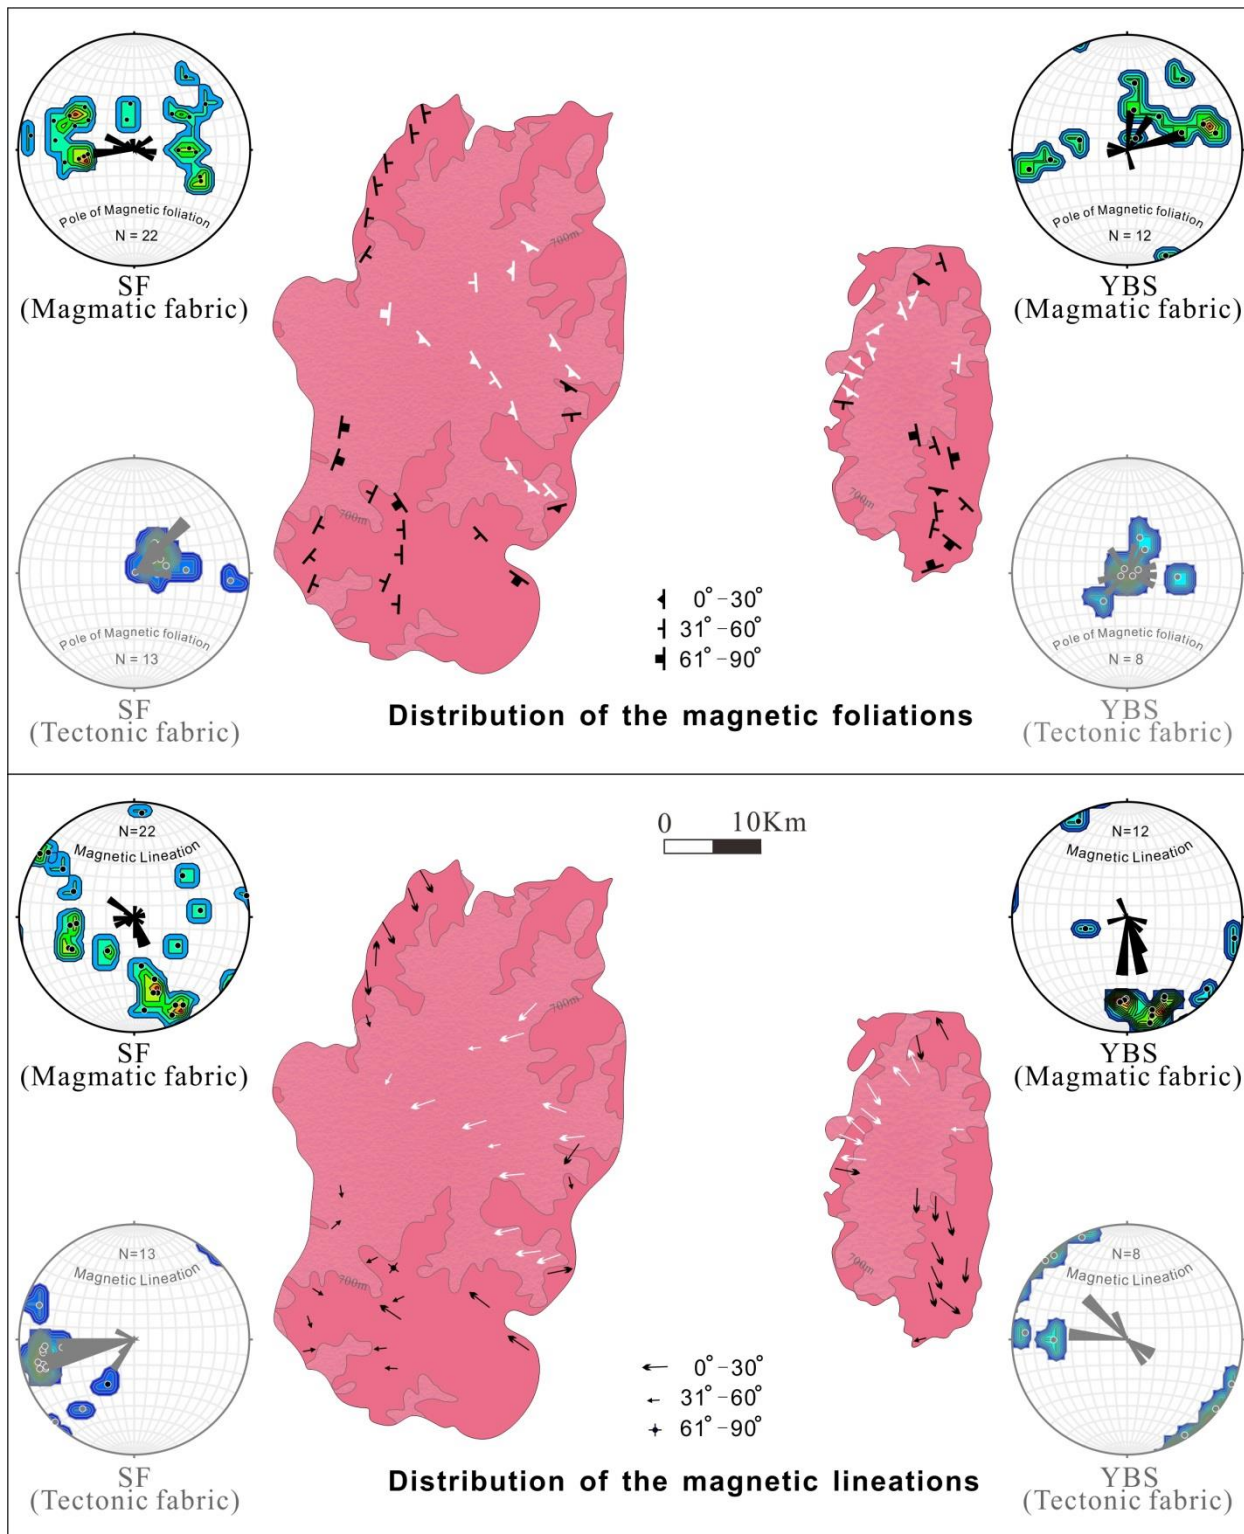 Pole of Magnetic foliation
N = 22
SF
(Magmatic fabric)
700m
Pole of Magnetic foliation
N = 12
YBS
(Magmatic fabric)
Pole of Magnetic foliation
N = 13
SF
(Tectonic fabric)
700m
700m
0° – 30°
31° – 60°
61° – 90°
Pole of Magnetic foliation
N = 8
YBS
(Tectonic fabric)
Distribution of the magnetic foliations
N=22
Magnetic Lineation
SF
(Magmatic fabric)
0 10Km
700m
N=12
Magnetic Lineation
YBS
(Magmatic fabric)
N=13
Magnetic Lineation
SF
(Tectonic fabric)
700m
700m
0° – 30°
31° – 60°
61° – 90°
N=8
Magnetic Lineation
YBS
(Tectonic fabric)
Distribution of the magnetic lineations